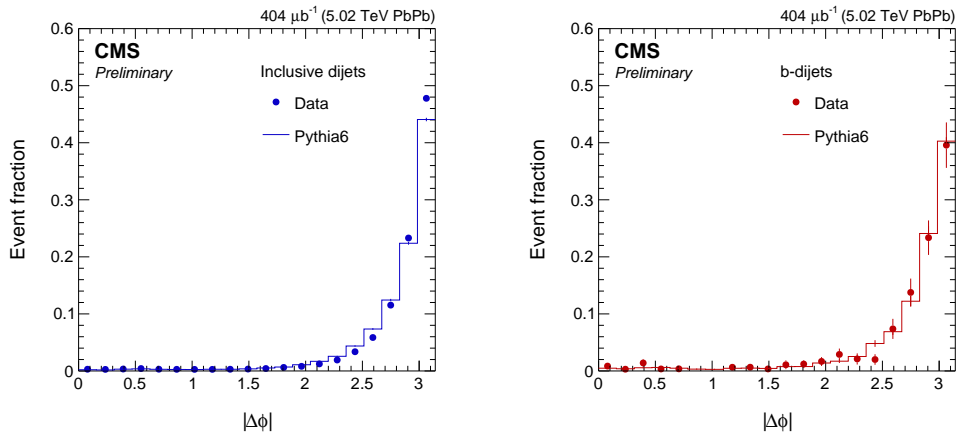 404 μb⁻¹ (5.02 TeV PbPb)
0.6
0.5
0.4
0.3
0.2
0.1
0
Event fraction
CMS
Preliminary
Inclusive dijets
Data
Pythia6
0 0.5 1 1.5 2 2.5 3
|Δϕ|
404 μb⁻¹ (5.02 TeV PbPb)
0.6
0.5
0.4
0.3
0.2
0.1
0
Event fraction
CMS
Preliminary
b-dijets
Data
Pythia6
0 0.5 1 1.5 2 2.5 3
|Δϕ|